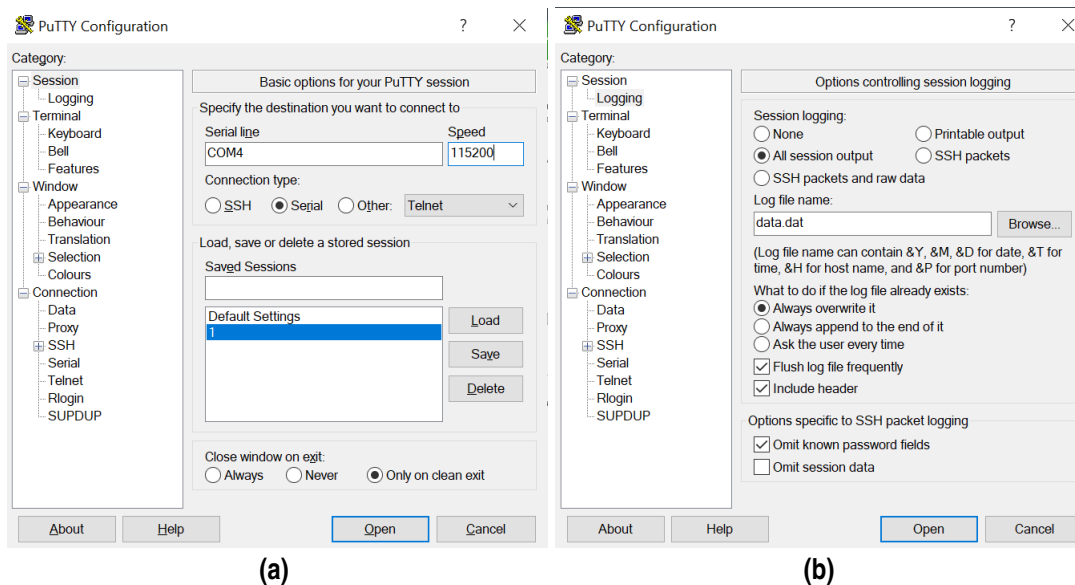 PuTTY Configuration
?
Category:
Session
Logging
Terminal
Keyboard
Bell
Features
Window
Appearance
Behaviour
Translation
Selection
Colours
Connection
Data
Proxy
SSH
Serial
Telnet
Rlogin
SUPDUP
Basic options for your PuTTY session
Specify the destination you want to connect to
Serial line Speed
COM4 115200
Connection type:
SSH Serial Other: Telnet
Load, save or delete a stored session
Saved Sessions
Default Settings
1
Load
Save
Delete
Close window on exit:
Always Never Only on clean exit
About Help Open Cancel
(a)
PuTTY Configuration
?
Category:
Session
Logging
Terminal
Keyboard
Bell
Features
Window
Appearance
Behaviour
Translation
Selection
Colours
Connection
Data
Proxy
SSH
Serial
Telnet
Rlogin
SUPDUP
Options controlling session logging
Session logging:
None Printable output
All session output SSH packets
SSH packets and raw data
Log file name:
data.dat Browse...
(Log file name can contain &Y, &M, &D for date, &T for
time, &H for host name, and &P for port number)
What to do if the log file already exists:
Always overwrite it
Always append to the end of it
Ask the user every time
Flush log file frequently
Include header
Options specific to SSH packet logging
Omit known password fields
Omit session data
About Help Open Cancel
(b)